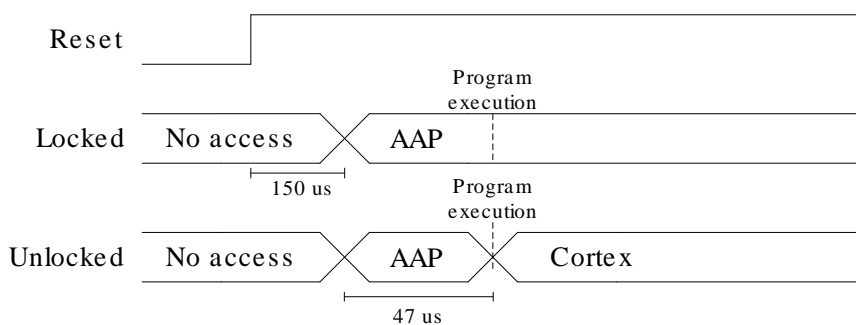 Reset
Program
execution
Locked
No access
AAP
150 us
Program
execution
Unlocked
No access
AAP
Cortex
47 us